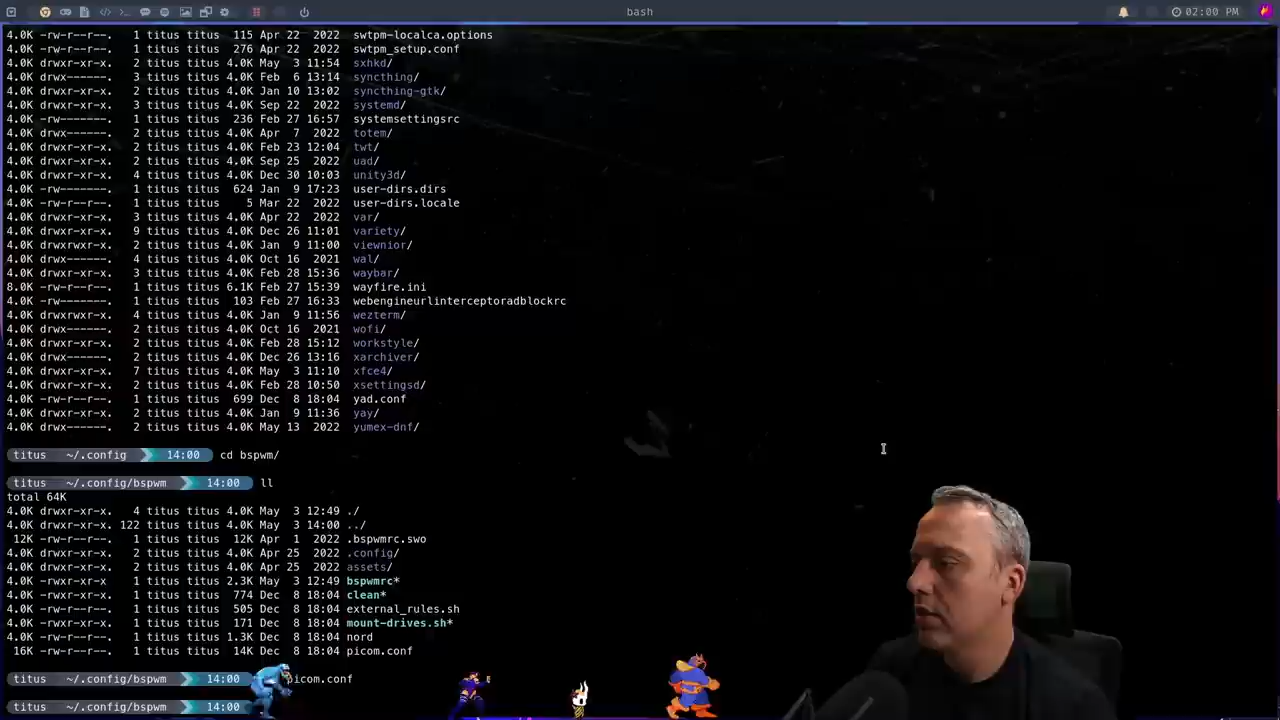 bash
02:00 PM
4.0K -rw-r--r--. 1 titus titus 115 Apr 22 2022 swtpm-localca.options
4.0K -rw-r--r--. 1 titus titus 276 Apr 22 2022 swtpm_setup.conf
4.0K drwxr-xr-x. 2 titus titus 4.0K May 3 11:54 sxhkd/
4.0K drwx------. 3 titus titus 4.0K Feb 6 13:14 syncthing/
4.0K drwxr-xr-x. 2 titus titus 4.0K Jan 10 13:02 syncthing-gtk/
4.0K drwxr-xr-x. 3 titus titus 4.0K Sep 22 2022 systemd/
4.0K -rw-------. 1 titus titus 236 Feb 27 16:57 systemsettingsrc
4.0K drwx------. 2 titus titus 4.0K Apr 7 2022 totem/
4.0K drwxr-xr-x. 2 titus titus 4.0K Feb 23 12:04 twt/
4.0K drwxr-xr-x. 2 titus titus 4.0K Sep 25 2022 uad/
4.0K drwxr-xr-x. 4 titus titus 4.0K Dec 30 10:03 unity3d/
4.0K -rw-------. 1 titus titus 624 Jan 9 17:23 user-dirs.dirs
4.0K -rw-r--r--. 1 titus titus 5 Mar 22 2022 user-dirs.locale
4.0K drwxr-xr-x. 3 titus titus 4.0K Apr 22 2022 var/
4.0K drwxr-xr-x. 9 titus titus 4.0K Dec 26 11:01 variety/
4.0K drwxrwxr-x. 2 titus titus 4.0K Jan 9 11:00 viewnior/
4.0K drwx------. 4 titus titus 4.0K Oct 16 2021 wal/
4.0K drwxr-xr-x. 3 titus titus 4.0K Feb 28 15:36 waybar/
8.0K -rw-r--r--. 1 titus titus 6.1K Feb 27 15:39 wayfire.ini
4.0K -rw-------. 1 titus titus 103 Feb 27 16:33 webengineurlinterceptoradblockrc
4.0K drwxrwxr-x. 4 titus titus 4.0K Jan 9 11:56 wezterm/
4.0K drwx------. 2 titus titus 4.0K Oct 16 2021 wofi/
4.0K drwxr-xr-x. 2 titus titus 4.0K Feb 28 15:12 workstyle/
4.0K drwx------. 2 titus titus 4.0K Dec 26 13:16 xarchiver/
4.0K drwxr-xr-x. 7 titus titus 4.0K May 3 11:10 xfce4/
4.0K drwxr-xr-x. 2 titus titus 4.0K Feb 28 10:50 xsettingsd/
4.0K -rw-r--r--. 1 titus titus 699 Dec 8 18:04 yad.conf
4.0K drwxr-xr-x. 2 titus titus 4.0K Jan 9 11:36 yay/
4.0K drwx------. 2 titus titus 4.0K May 13 2022 yumex-dnf/
titus ~/.config 14:00 cd bspwm/
titus ~/.config/bspwm 14:00 ll
total 64K
4.0K drwxr-xr-x. 4 titus titus 4.0K May 3 12:49 ./
4.0K drwxr-xr-x. 122 titus titus 4.0K May 3 14:00 ../
12K -rw-r--r--. 1 titus titus 12K Apr 1 2022 .bspwmrc.swo
4.0K drwxr-xr-x. 2 titus titus 4.0K Apr 25 2022 .config/
4.0K drwxr-xr-x. 2 titus titus 4.0K Apr 25 2022 assets/
4.0K -rwxr-xr-x 1 titus titus 2.3K May 3 12:49 bspwmrc*
4.0K -rwxr-xr-x. 1 titus titus 774 Dec 8 18:04 clean*
4.0K -rw-r--r--. 1 titus titus 505 Dec 8 18:04 external_rules.sh
4.0K -rwxr-xr-x. 1 titus titus 171 Dec 8 18:04 mount-drives.sh*
4.0K -rw-r--r--. 1 titus titus 1.3K Dec 8 18:04 nord
16K -rw-r--r--. 1 titus titus 14K Dec 8 18:04 picom.conf
titus ~/.config/bspwm 14:00 picom.conf
titus ~/.config/bspwm 14:00